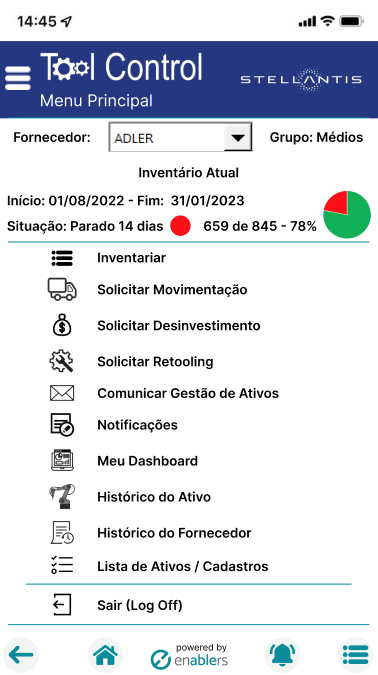 14:45
Tool Control
STELLANTIS
Menu Principal
Fornecedor: ADLER Grupo: Médios
Inventário Atual
Início: 01/08/2022 - Fim: 31/01/2023
Situação: Parado 14 dias 659 de 845 - 78%
Inventariar
Solicitar Movimentação
Solicitar Desinvestimento
Solicitar Retooling
Comunicar Gestão de Ativos
Notificações
Meu Dashboard
Histórico do Ativo
Histórico do Fornecedor
Lista de Ativos / Cadastros
Sair (Log Off)
powered by
enablers